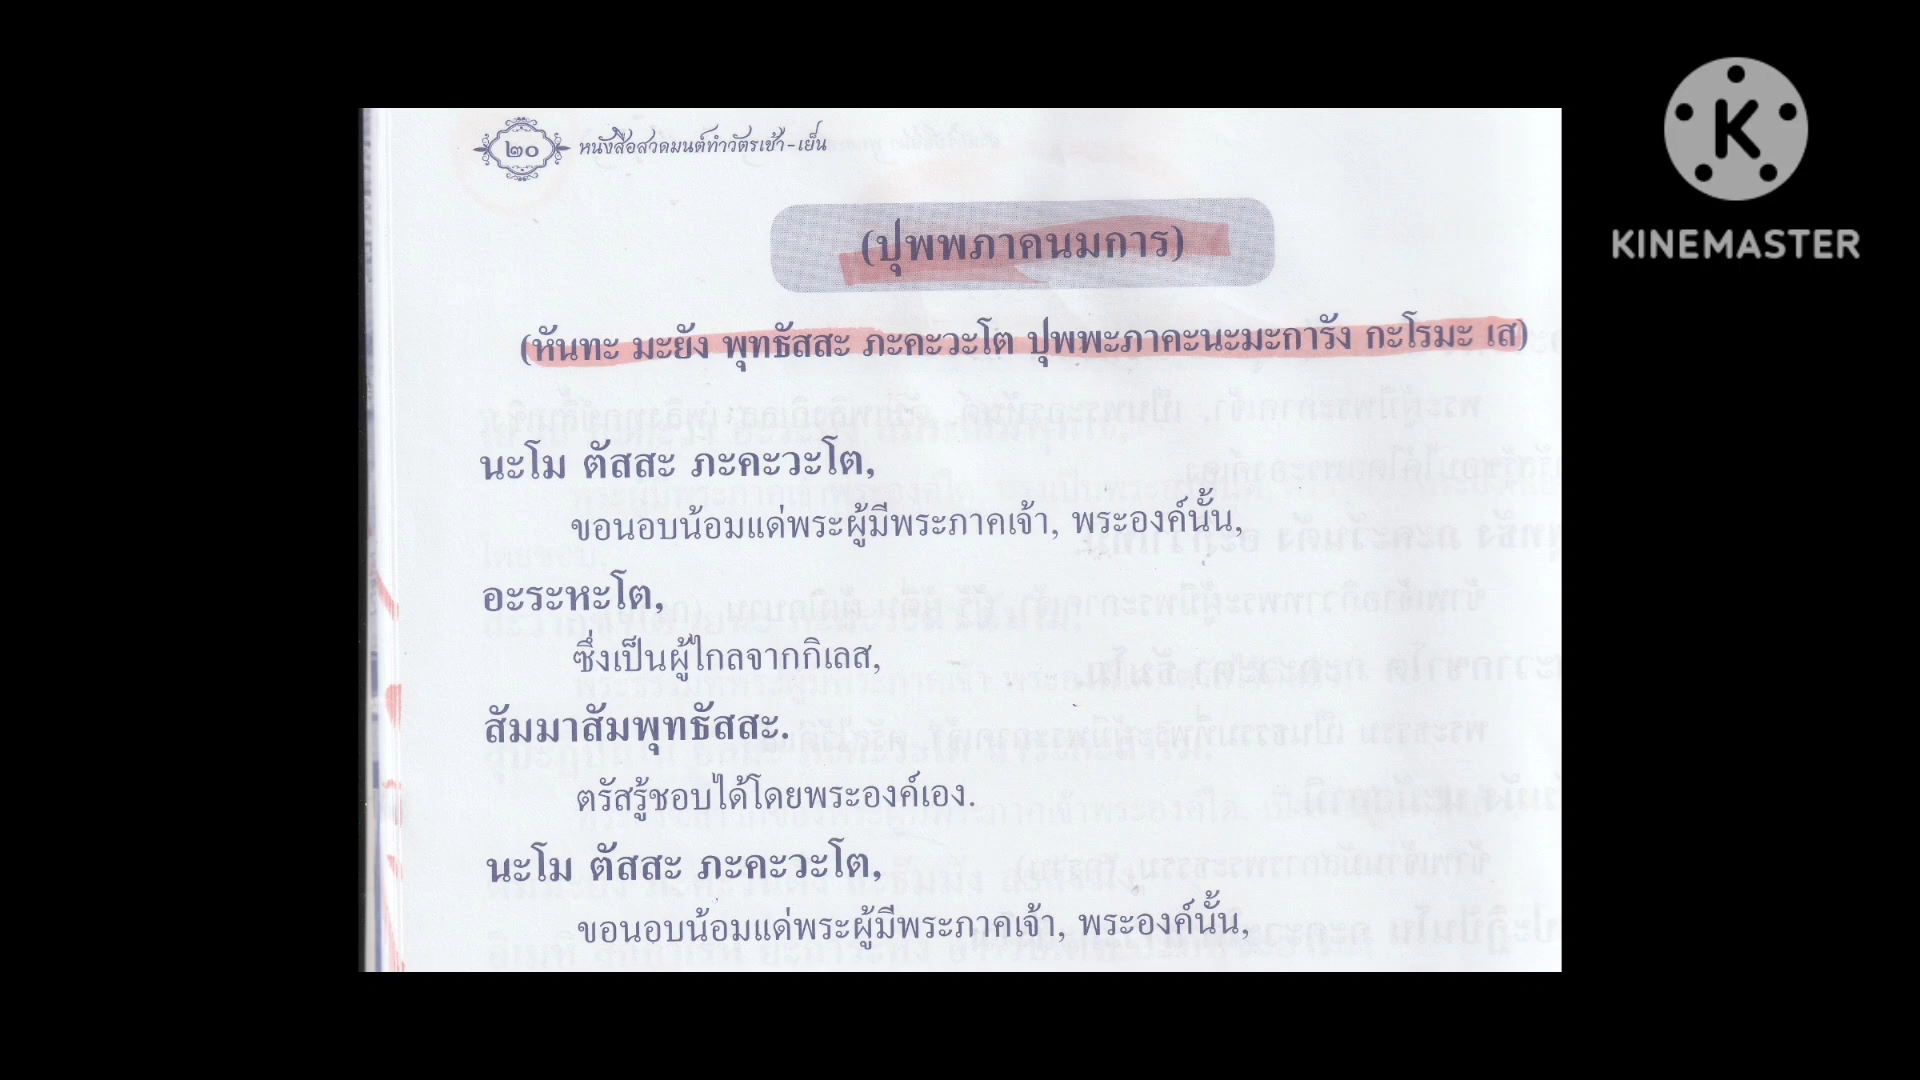 ๒๐ หนังสือสวดมนต์ทำวัตรเช้า-เย็น
K
KINEMASTER
(ปุพพภาคนมการ)
(หันทะ มะยัง พุทธัสสะ ภะคะวะโต ปุพพะภาคะนะมะการัง กะโรมะ เส)
นะโม ตัสสะ ภะคะวะโต,
ขอนอบน้อมแด่พระผู้มีพระภาคเจ้า, พระองค์นั้น,
อะระหะโต,
ซึ่งเป็นผู้ไกลจากกิเลส,
สัมมาสัมพุทธัสสะ.
ตรัสรู้ชอบได้โดยพระองค์เอง.
นะโม ตัสสะ ภะคะวะโต,
ขอนอบน้อมแด่พระผู้มีพระภาคเจ้า, พระองค์นั้น,